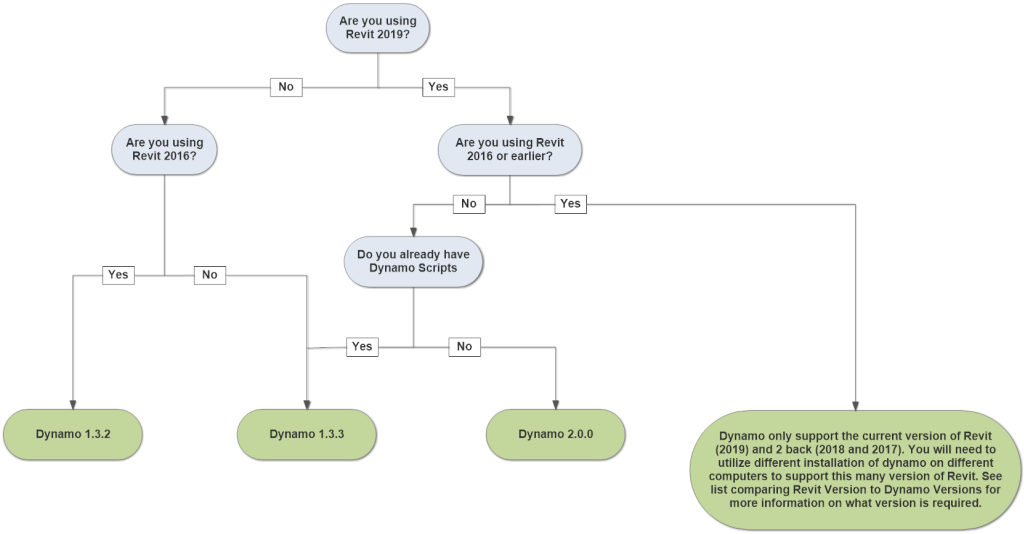 Are you using
Revit 2019?
No
Yes
Are you using
Revit 2016?
Are you using Revit
2016 or earlier?
No
Yes
Do you already have
Dynamo Scripts
Yes
No
Yes
No
Dynamo 1.3.2
Dynamo 1.3.3
Dynamo 2.0.0
Dynamo only support the current version of Revit
(2019) and 2 back (2018 and 2017). You will need to
utilize different installation of dynamo on different
computers to support this many version of Revit. See
list comparing Revit Version to Dynamo Versions for
more information on what version is required.